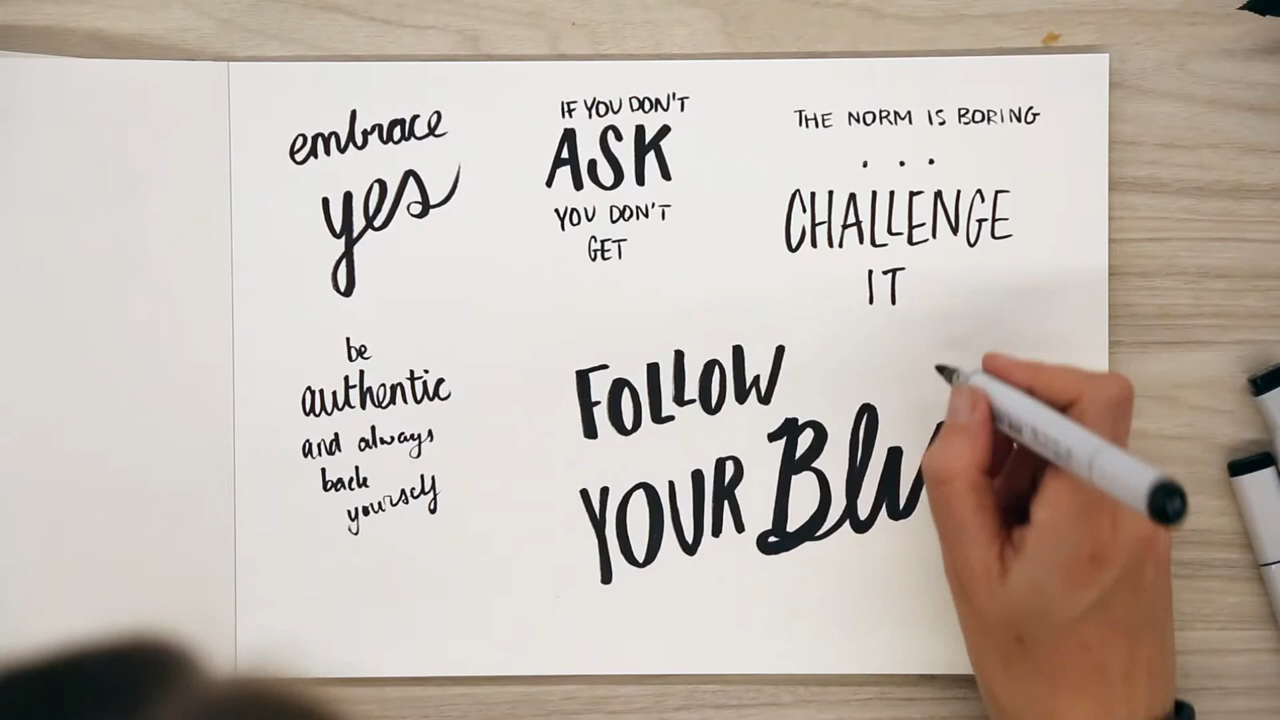 embrace
yes
IF YOU DON'T
ASK
YOU DON'T
GET
THE NORM IS BORING
. . .
CHALLENGE
IT
be
authentic
and always
back
yourself
FOLLOW
YOUR